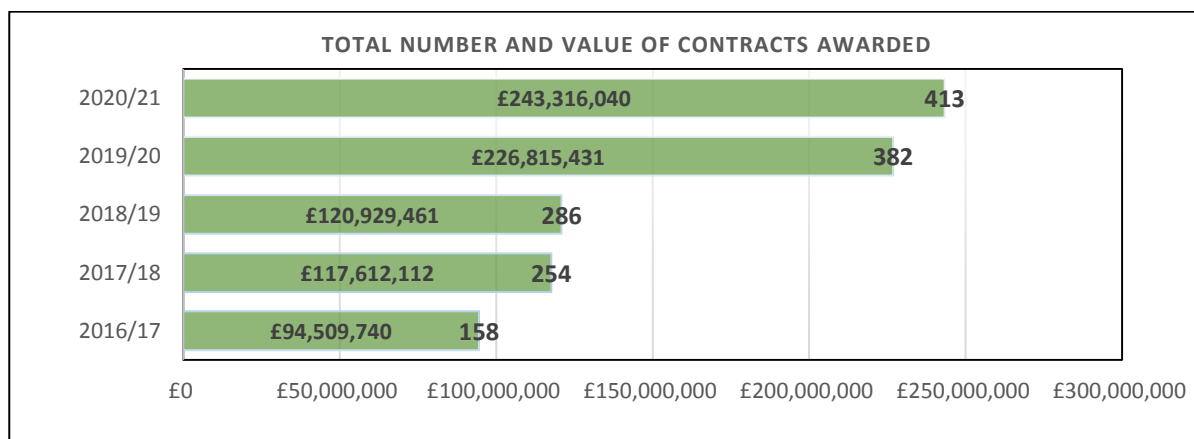 TOTAL NUMBER AND VALUE OF CONTRACTS AWARDED
2020/21 £243,316,040 413
2019/20 £226,815,431 382
2018/19 £120,929,461 286
2017/18 £117,612,112 254
2016/17 £94,509,740 158
£0 £50,000,000 £100,000,000 £150,000,000 £200,000,000 £250,000,000 £300,000,000